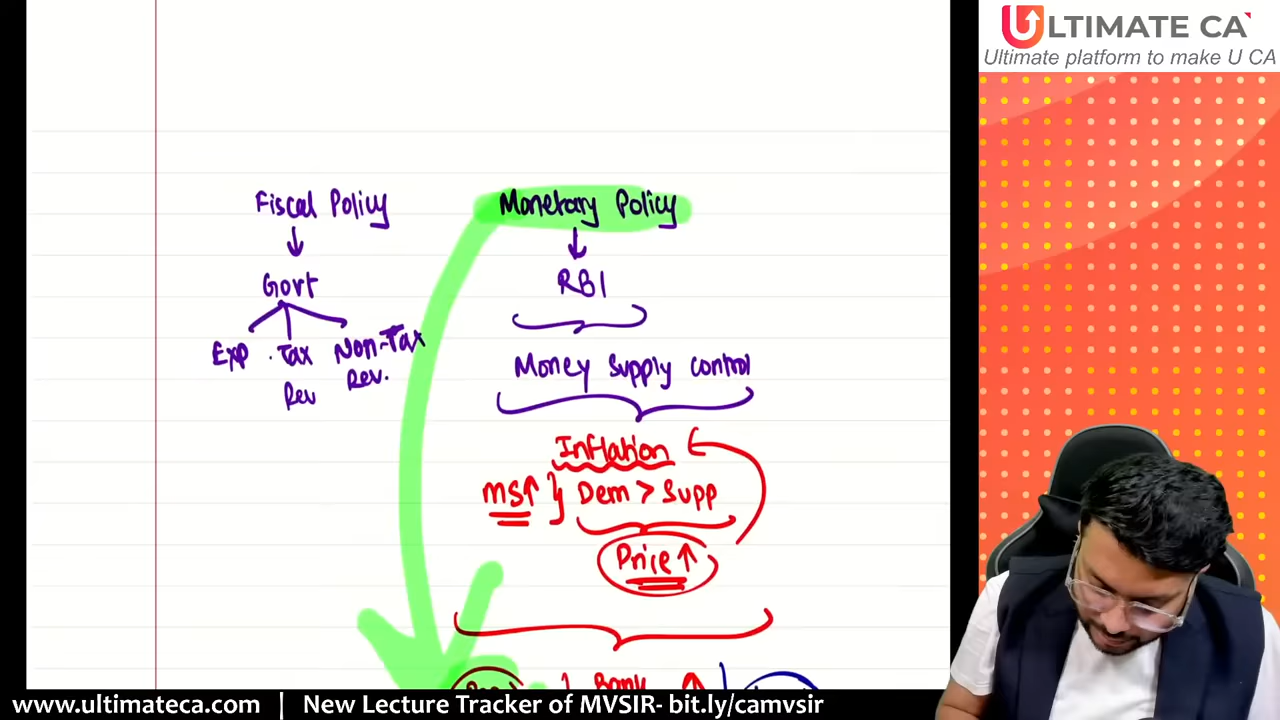 ULTIMATE CA
Ultimate platform to make U CA
Fiscal Policy
Monetary Policy
Govt
RBI
Exp Tax Non-Tax
Rev Rev.
Money Supply control
Inflation
MS↑ } Dem > Supp
Price ↑
Bank ↑
www.ultimateca.com | New Lecture Tracker of MVSIR- bit.ly/camvsir